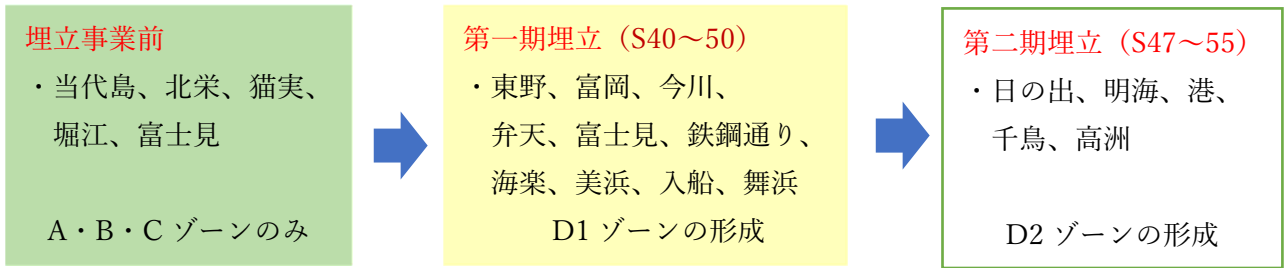 埋立事業前
・当代島、北栄、猫実、
堀江、富士見
A・B・C ゾーンのみ
第一期埋立（S40～50）
・東野、富岡、今川、
弁天、富士見、鉄鋼通り、
海楽、美浜、入船、舞浜
D1 ゾーンの形成
第二期埋立（S47～55）
・日の出、明海、港、
千鳥、高洲
D2 ゾーンの形成